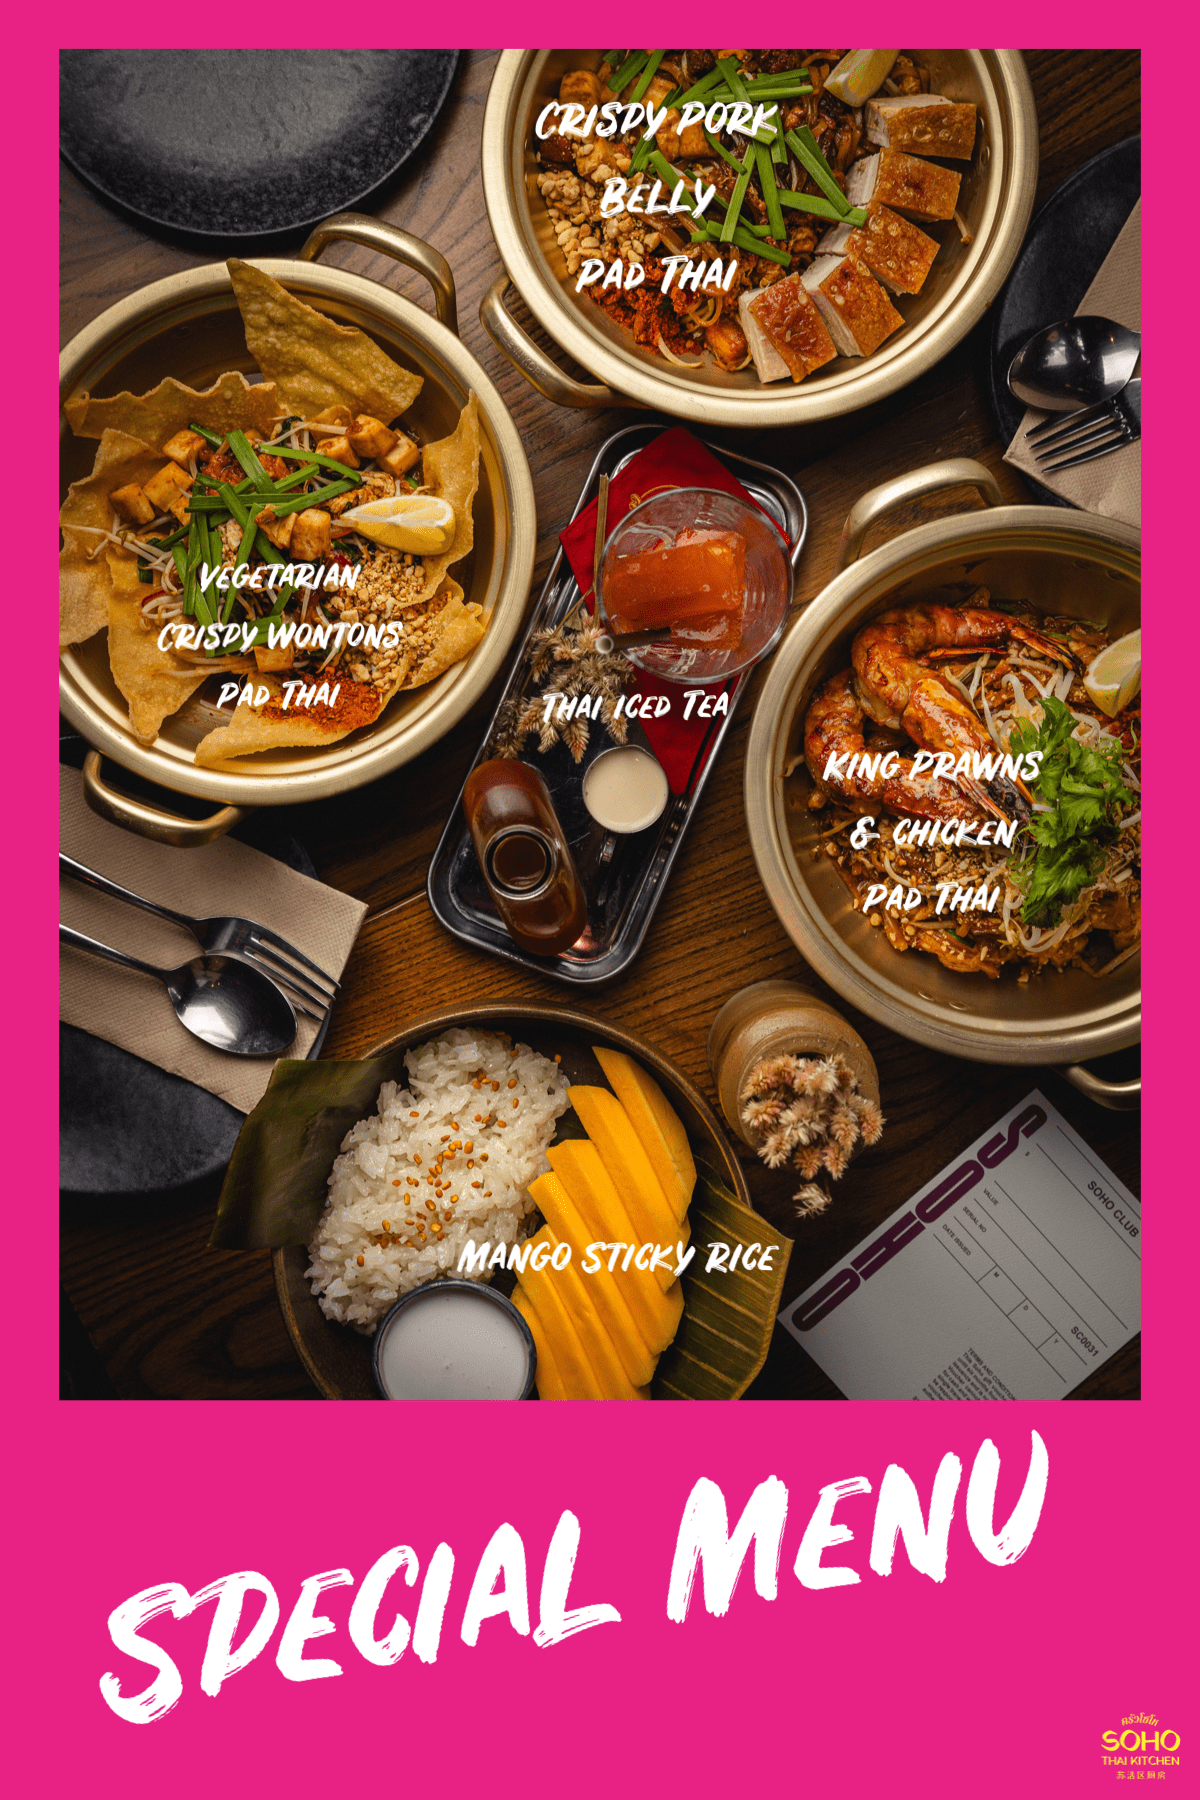 CRISPY PORK
BELLY
PAD THAI
VEGETARIAN
CRISPY WONTONS
PAD THAI
THAI ICED TEA
KING PRAWNS
& CHICKEN
PAD THAI
MANGO STICKY RICE
SOHO
SOHO CLUB
VALUE
$
SERIAL NO
DATE ISSUED
M
D
Y
SC0031
TERMS AND CONDITION
SPECIAL MENU
ครัวโซโห
SOHO
THAI KITCHEN
苏活区厨房